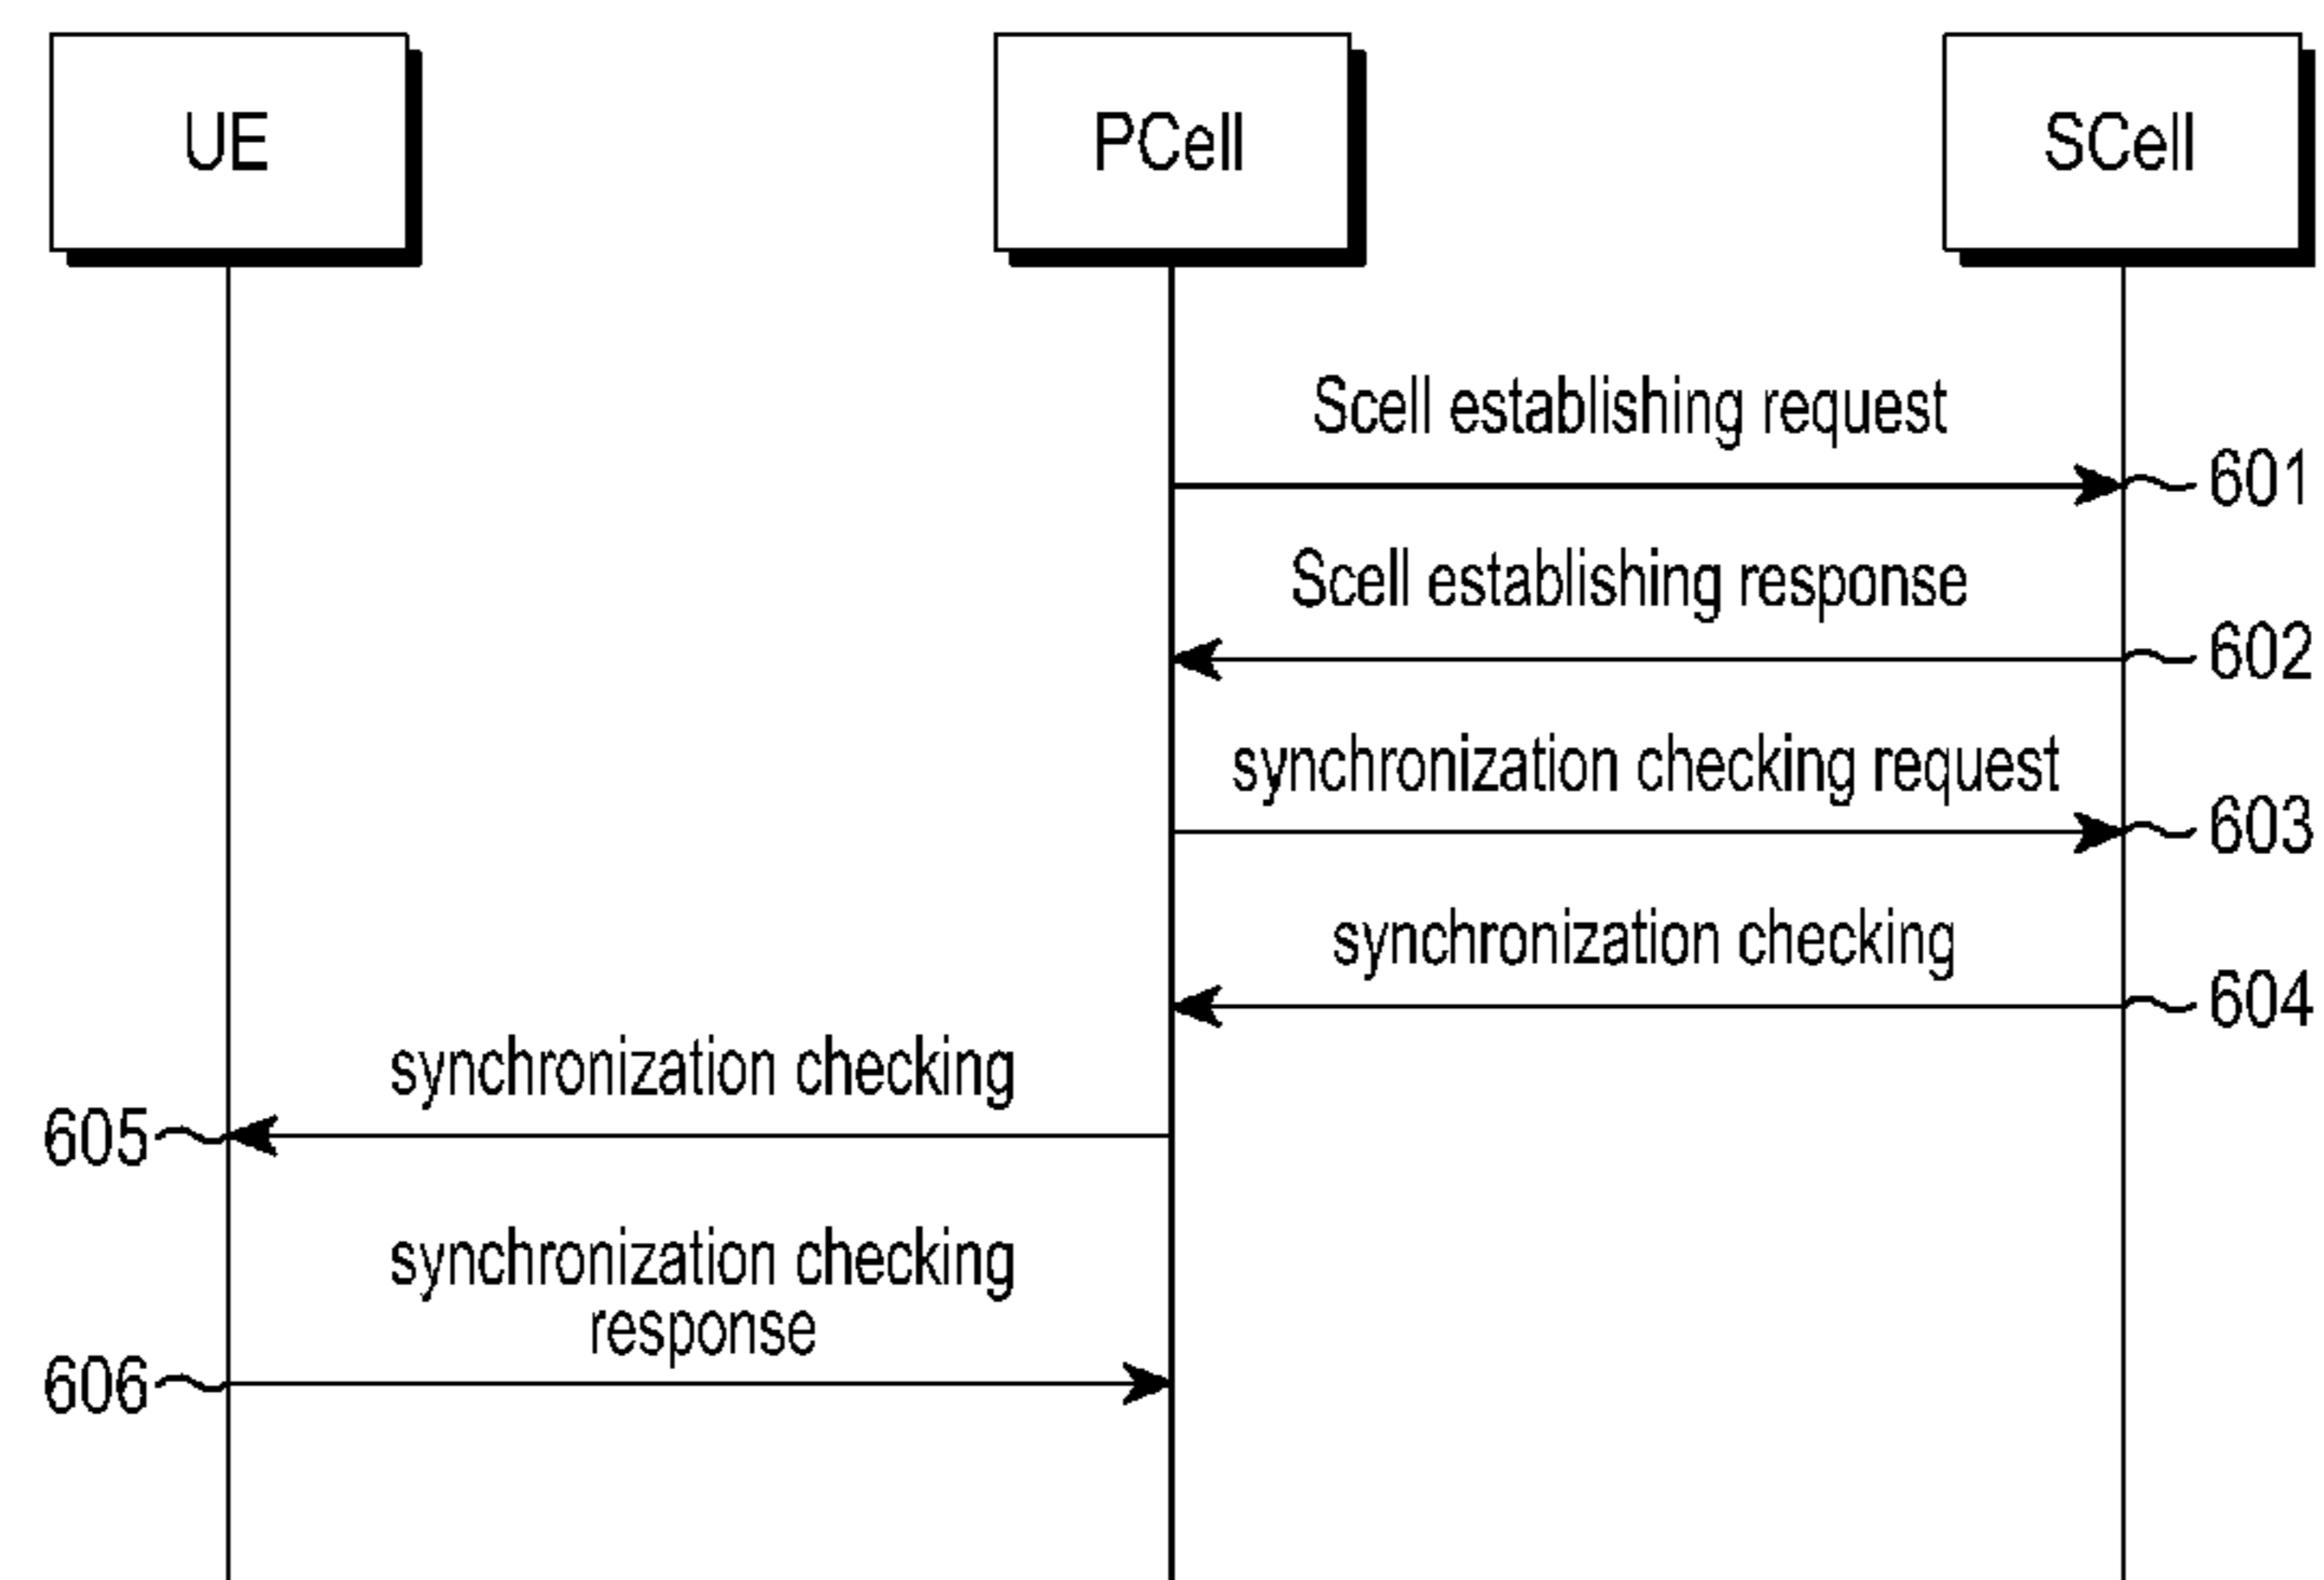 UE
PCell
SCell
Scell establishing request
601
Scell establishing response
602
synchronization checking request
603
synchronization checking
604
synchronization checking
605
synchronization checking
response
606